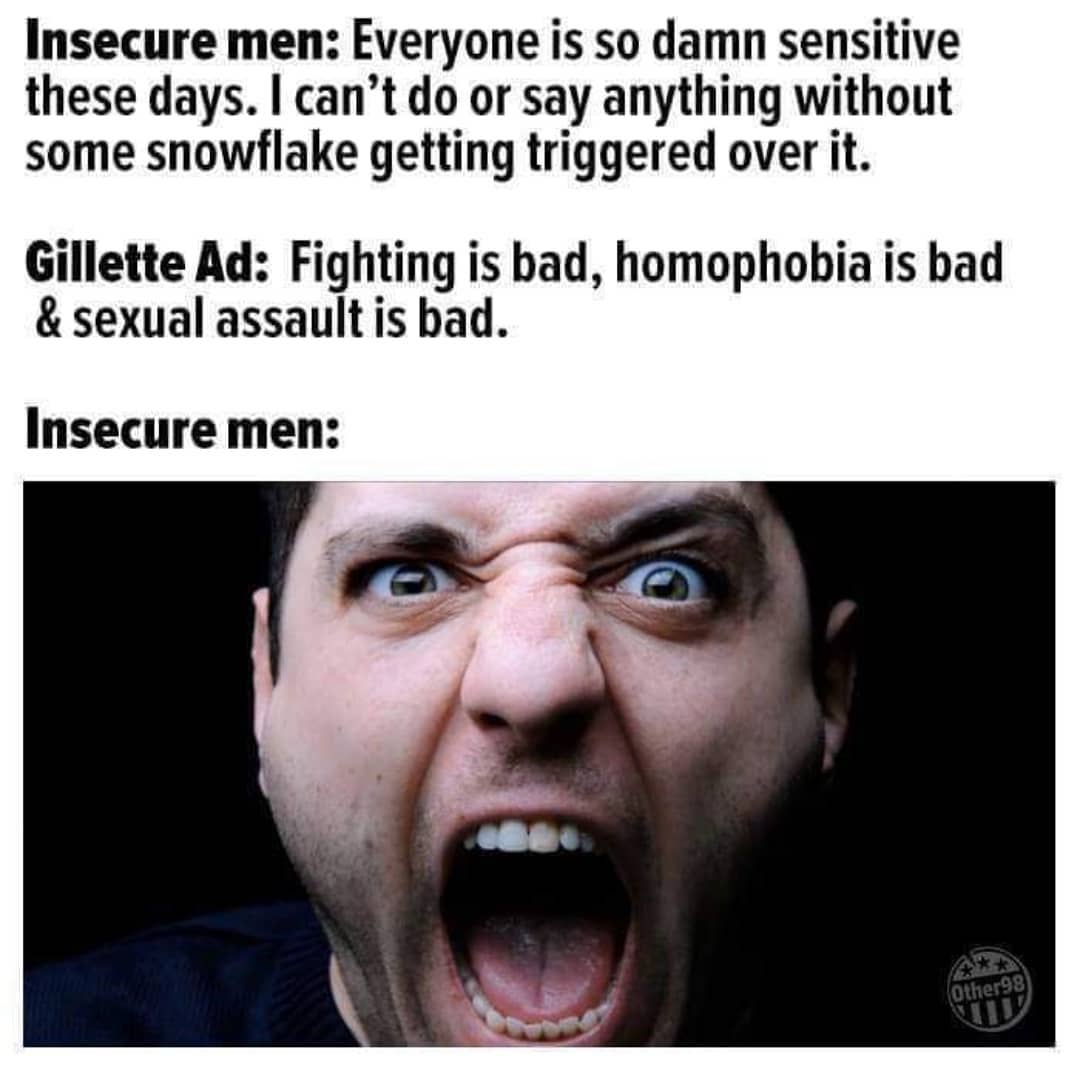 Insecure men: Everyone is so damn sensitive
these days. I can’t do or say anything without
some snowflake getting triggered over it.
Gillette Ad: Fighting is bad, homophobia is bad
& sexual assault is bad.
Insecure men:
Other98